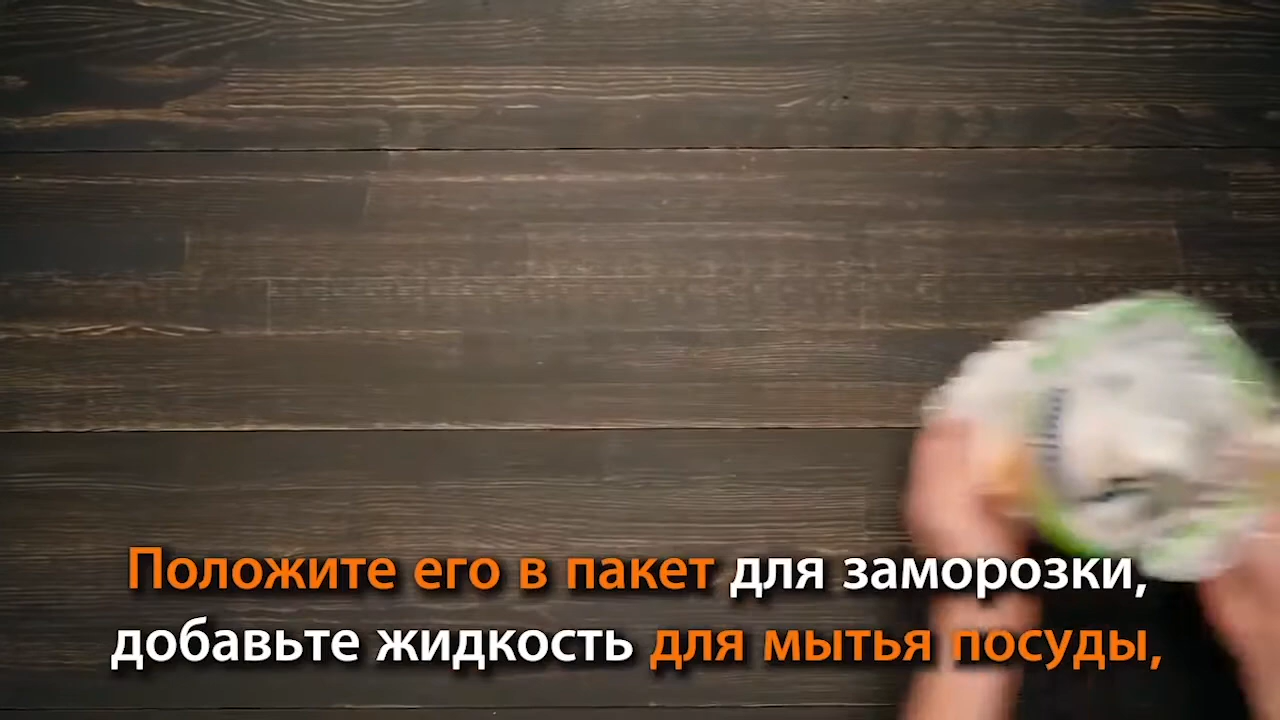 Положите его в пакет для заморозки,
добавьте жидкость для мытья посуды,